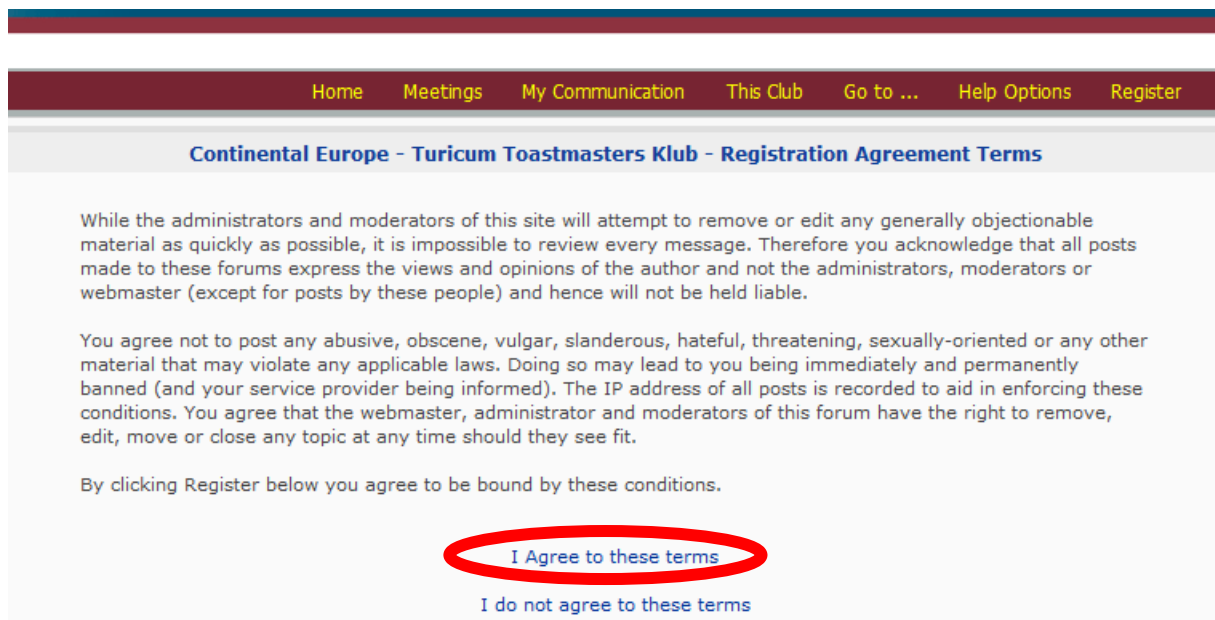 Home Meetings My Communication This Club Go to ... Help Options Register
Continental Europe - Turicum Toastmasters Klub - Registration Agreement Terms
While the administrators and moderators of this site will attempt to remove or edit any generally objectionable
material as quickly as possible, it is impossible to review every message. Therefore you acknowledge that all posts
made to these forums express the views and opinions of the author and not the administrators, moderators or
webmaster (except for posts by these people) and hence will not be held liable.
You agree not to post any abusive, obscene, vulgar, slanderous, hateful, threatening, sexually-oriented or any other
material that may violate any applicable laws. Doing so may lead to you being immediately and permanently
banned (and your service provider being informed). The IP address of all posts is recorded to aid in enforcing these
conditions. You agree that the webmaster, administrator and moderators of this forum have the right to remove,
edit, move or close any topic at any time should they see fit.
By clicking Register below you agree to be bound by these conditions.
I Agree to these terms
I do not agree to these terms